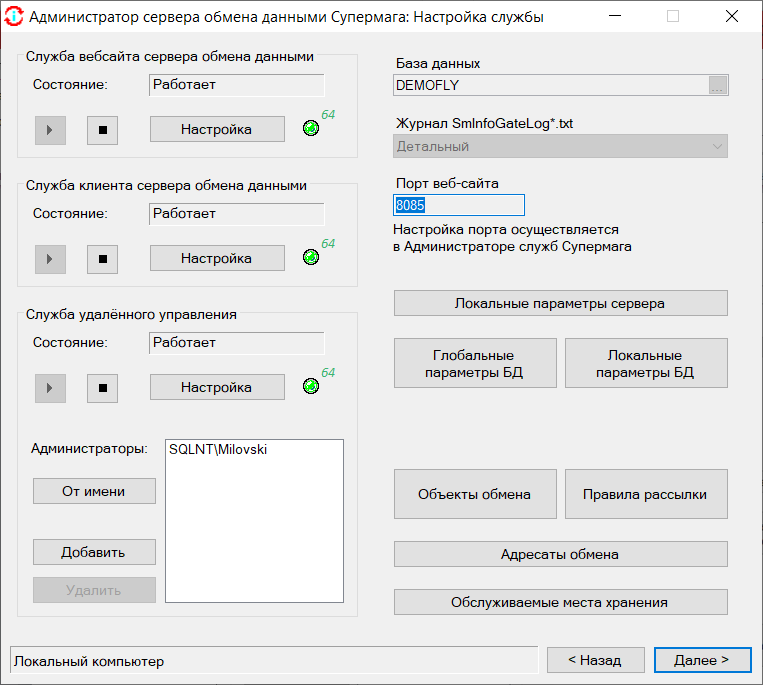 Администратор сервера обмена данными Супермага: Настройка службы
Служба вебсайта сервера обмена данными
Состояние:
Работает
Настройка
64
Служба клиента сервера обмена данными
Состояние:
Работает
Настройка
64
Служба удалённого управления
Состояние:
Работает
Настройка
64
Администраторы:
SQLNT\Milovski
От имени
Добавить
Удалить
База данных
DEMOFLY
...
Журнал SmInfoGateLog*.txt
Детальный
Порт веб-сайта
8085
Настройка порта осуществляется
в Администраторе служб Супермага
Локальные параметры сервера
Глобальные
параметры БД
Локальные
параметры БД
Объекты обмена
Правила рассылки
Адресаты обмена
Обслуживаемые места хранения
Локальный компьютер
< Назад
Далее >